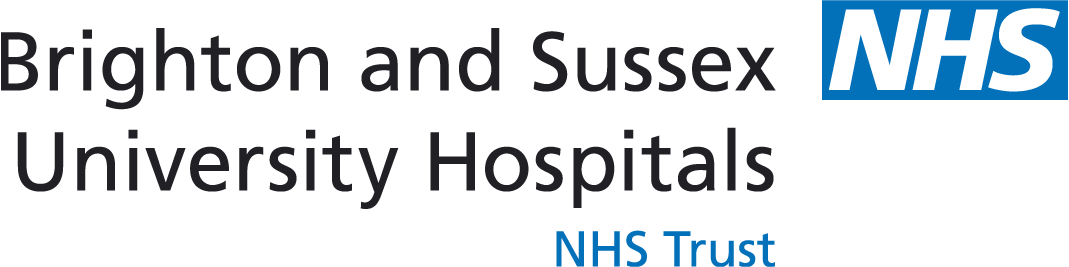 Brighton and Sussex NHS
University Hospitals
NHS Trust